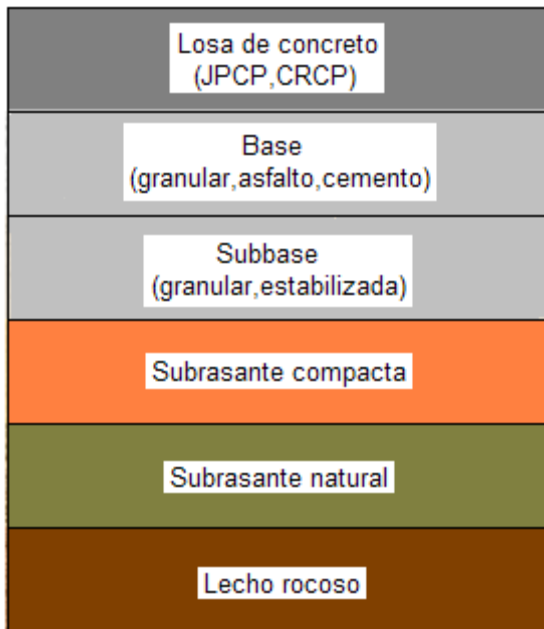 Losa de concreto
(JPCP,CRCP)
Base
(granular,asfalto,cemento)
Subbase
(granular,estabilizada)
Subrasante compacta
Subrasante natural
Lecho rocoso